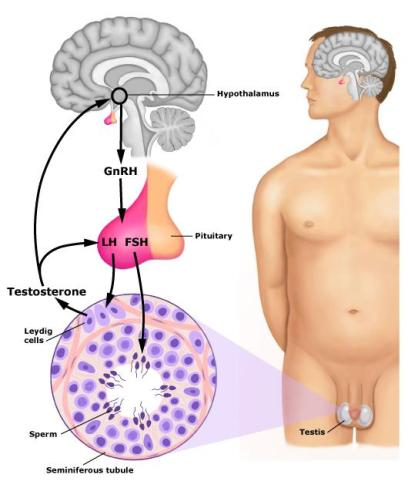 Hypothalamus
GnRH
Pituitary
LH FSH
Testosterone
Leydig
cells
Sperm
Testis
Seminiferous tubule